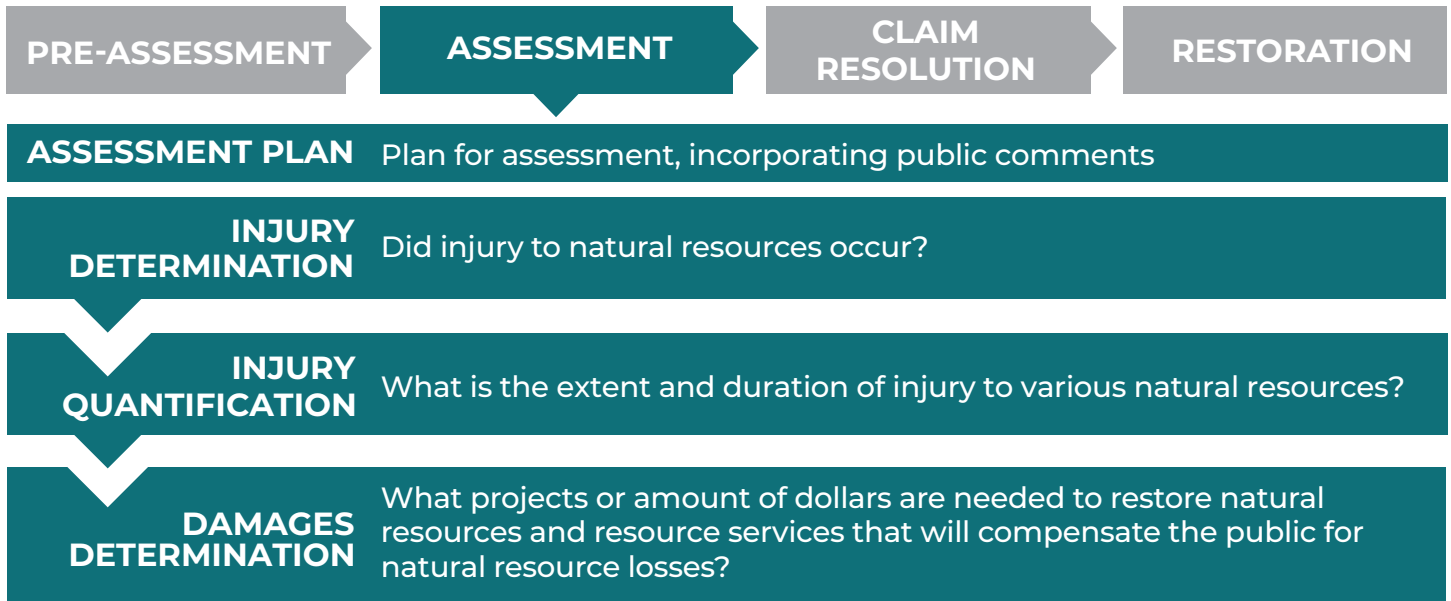 PRE-ASSESSMENT
ASSESSMENT
CLAIM
RESOLUTION
RESTORATION
ASSESSMENT PLAN
Plan for assessment, incorporating public comments
INJURY
DETERMINATION
Did injury to natural resources occur?
INJURY
QUANTIFICATION
What is the extent and duration of injury to various natural resources?
DAMAGES
DETERMINATION
What projects or amount of dollars are needed to restore natural
resources and resource services that will compensate the public for
natural resource losses?